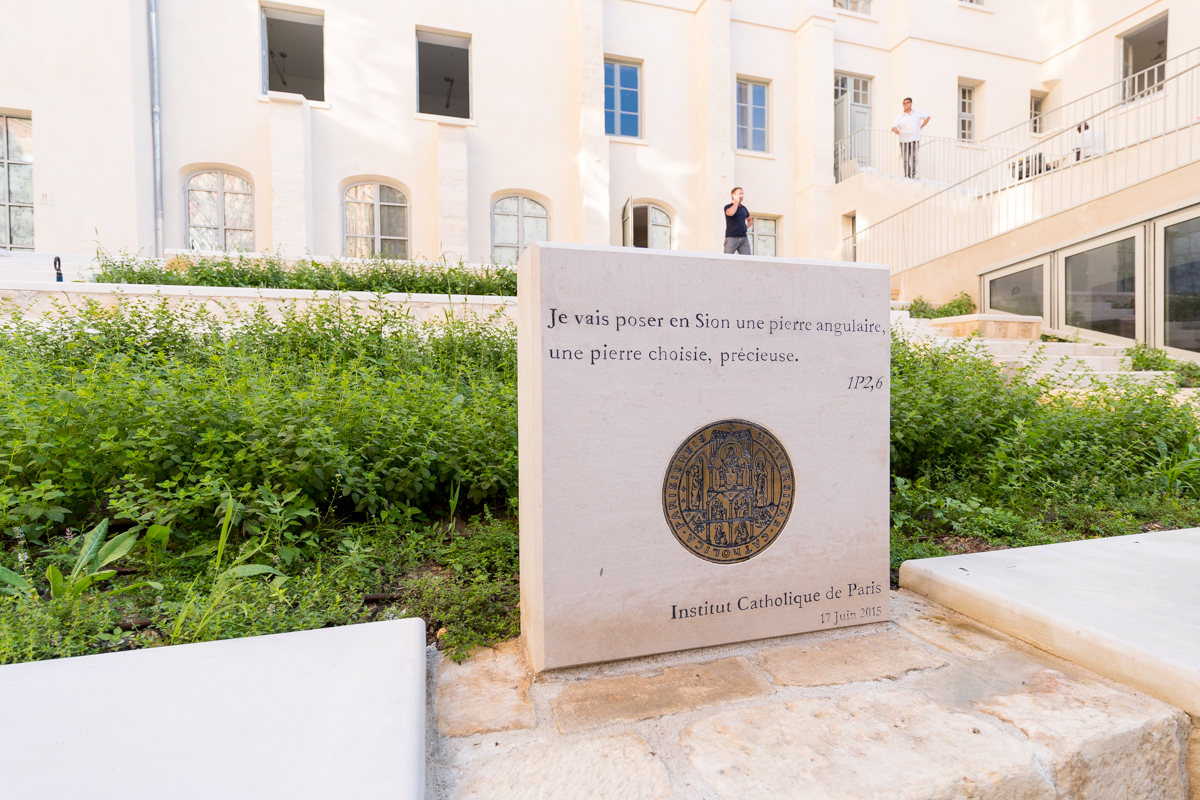 Je vais poser en Sion une pierre angulaire,
une pierre choisie, précieuse.
1P2,6
Institut Catholique de Paris
17 Juin 2015